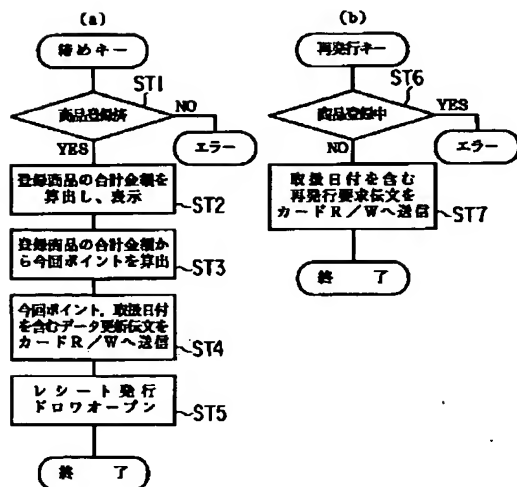 (a)
締めキー
ST1
商品登録済
NO
YES
エラー
登録商品の合計金額を
算出し、表示
ST2
登録商品の合計金額か
ら今回ポイントを算出
ST3
今回ポイント,取扱日付
を含むデータ更新伝文を
カードR/Wへ送信
ST4
レシート発行
ドロワオープン
ST5
終 了
(b)
再発行キー
ST6
商品登録中
YES
NO
エラー
取扱日付を含む
再発行要求伝文を
カードR/Wへ送信
ST7
終 了